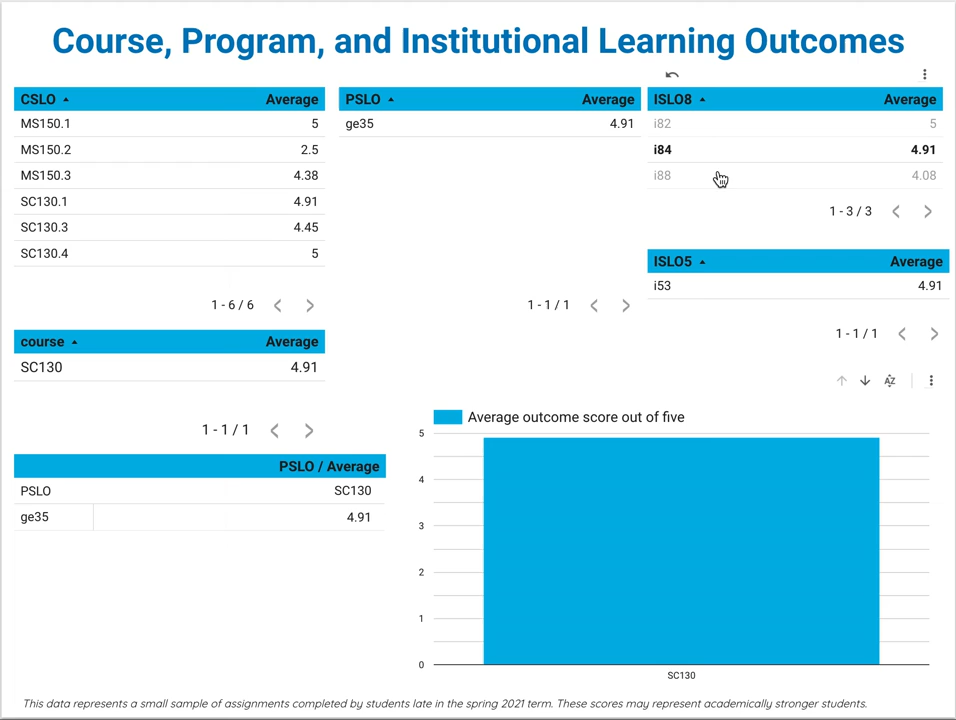 Course, Program, and Institutional Learning Outcomes
CSLO Average
MS150.1 5
MS150.2 2.5
MS150.3 4.38
SC130.1 4.91
SC130.3 4.45
SC130.4 5
1 - 6 / 6
PSLO Average
ge35 4.91
1 - 1 / 1
ISLO8 Average
i82 5
i84 4.91
i88 4.08
1 - 3 / 3
ISLO5 Average
i53 4.91
1 - 1 / 1
course Average
SC130 4.91
1 - 1 / 1
PSLO / Average
PSLO SC130
ge35 4.91
AZ
Average outcome score out of five
5
4
3
2
1
0
SC130
This data represents a small sample of assignments completed by students late in the spring 2021 term. These scores may represent academically stronger students.